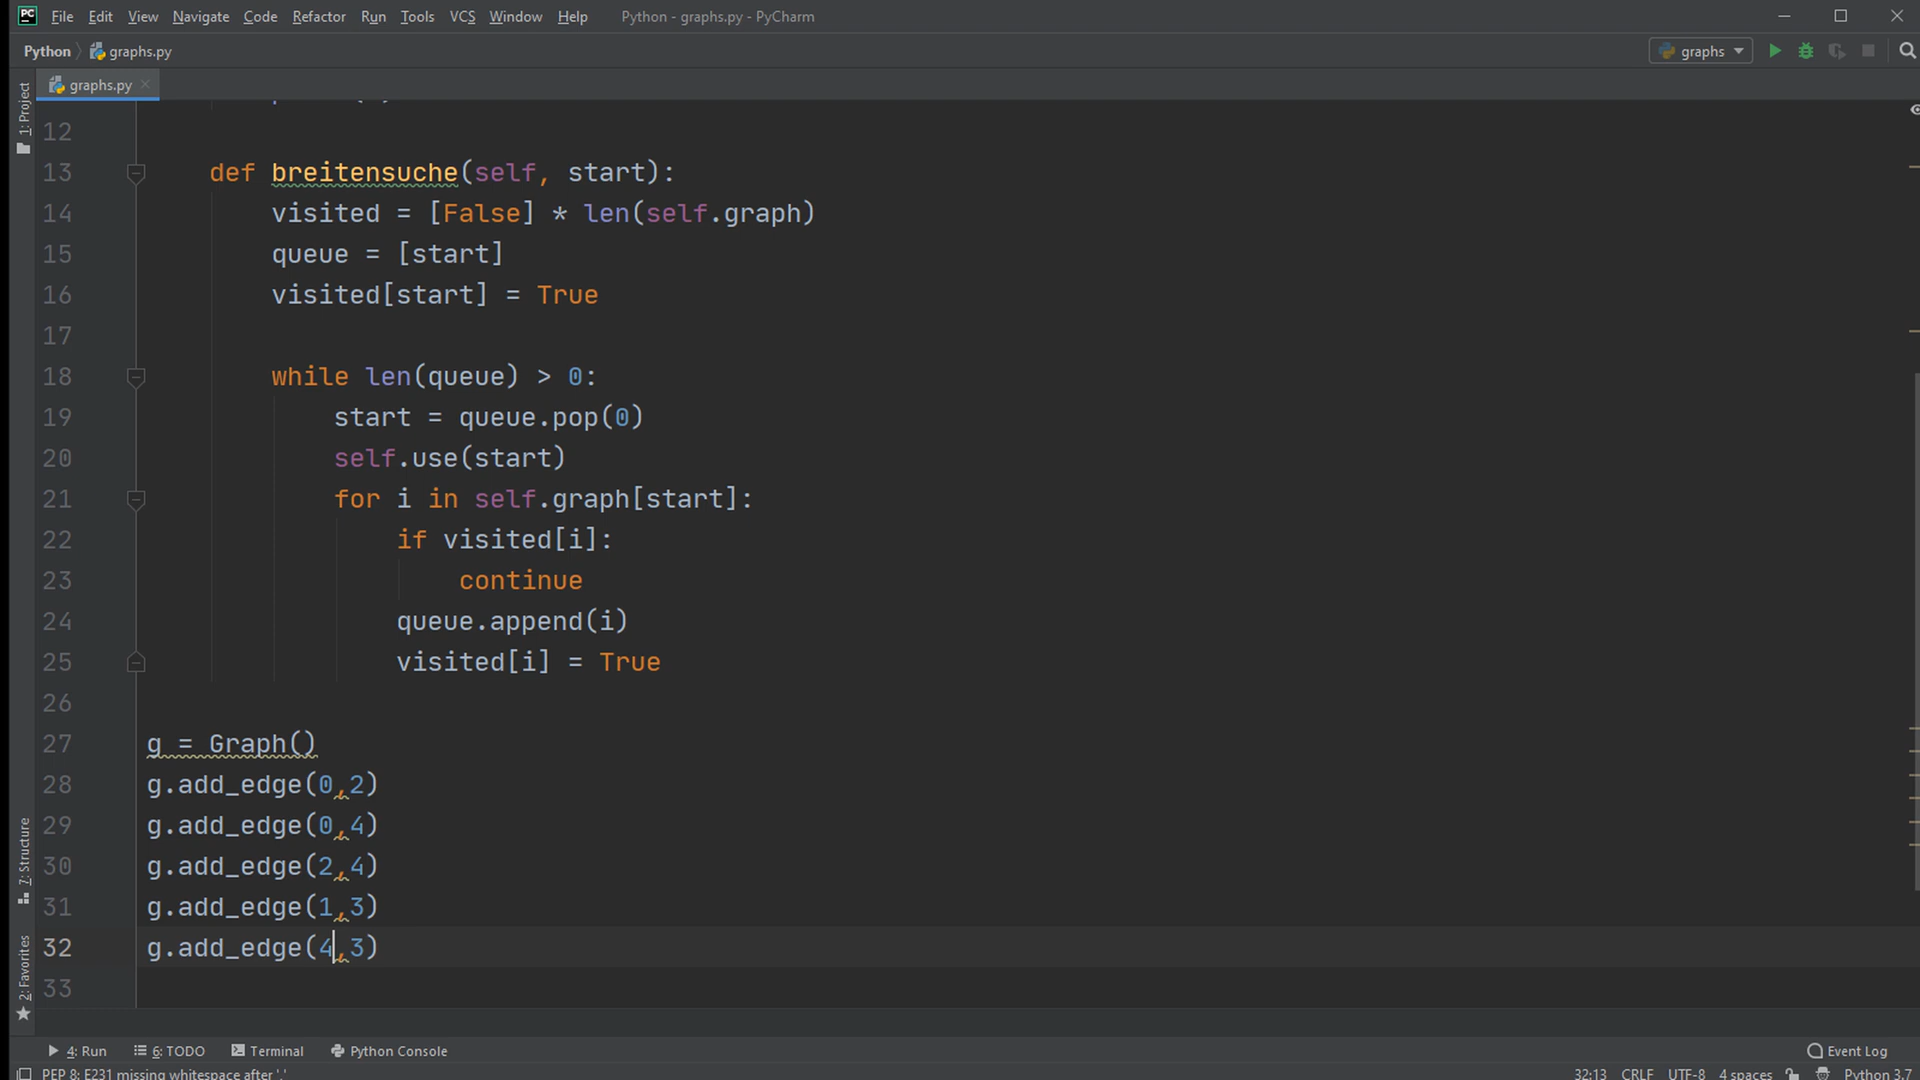 PC File Edit View Navigate Code Refactor Run Tools VCS Window Help Python - graphs.py - PyCharm
Python graphs.py graphs
graphs.py
1: Project
12
13 def breitensuche(self, start):
14 visited = [False] * len(self.graph)
15 queue = [start]
16 visited[start] = True
17
18 while len(queue) > 0:
19 start = queue.pop(0)
20 self.use(start)
21 for i in self.graph[start]:
22 if visited[i]:
23 continue
24 queue.append(i)
25 visited[i] = True
26
27 g = Graph()
28 g.add_edge(0,2)
29 g.add_edge(0,4)
30 g.add_edge(2,4)
31 g.add_edge(1,3)
32 g.add_edge(4,3)
33
7: Structure
2: Favorites
4: Run 6: TODO Terminal Python Console Event Log
PEP 8: E231 missing whitespace after ',' 32:13 CRLF UTF-8 4 spaces Python 3.7